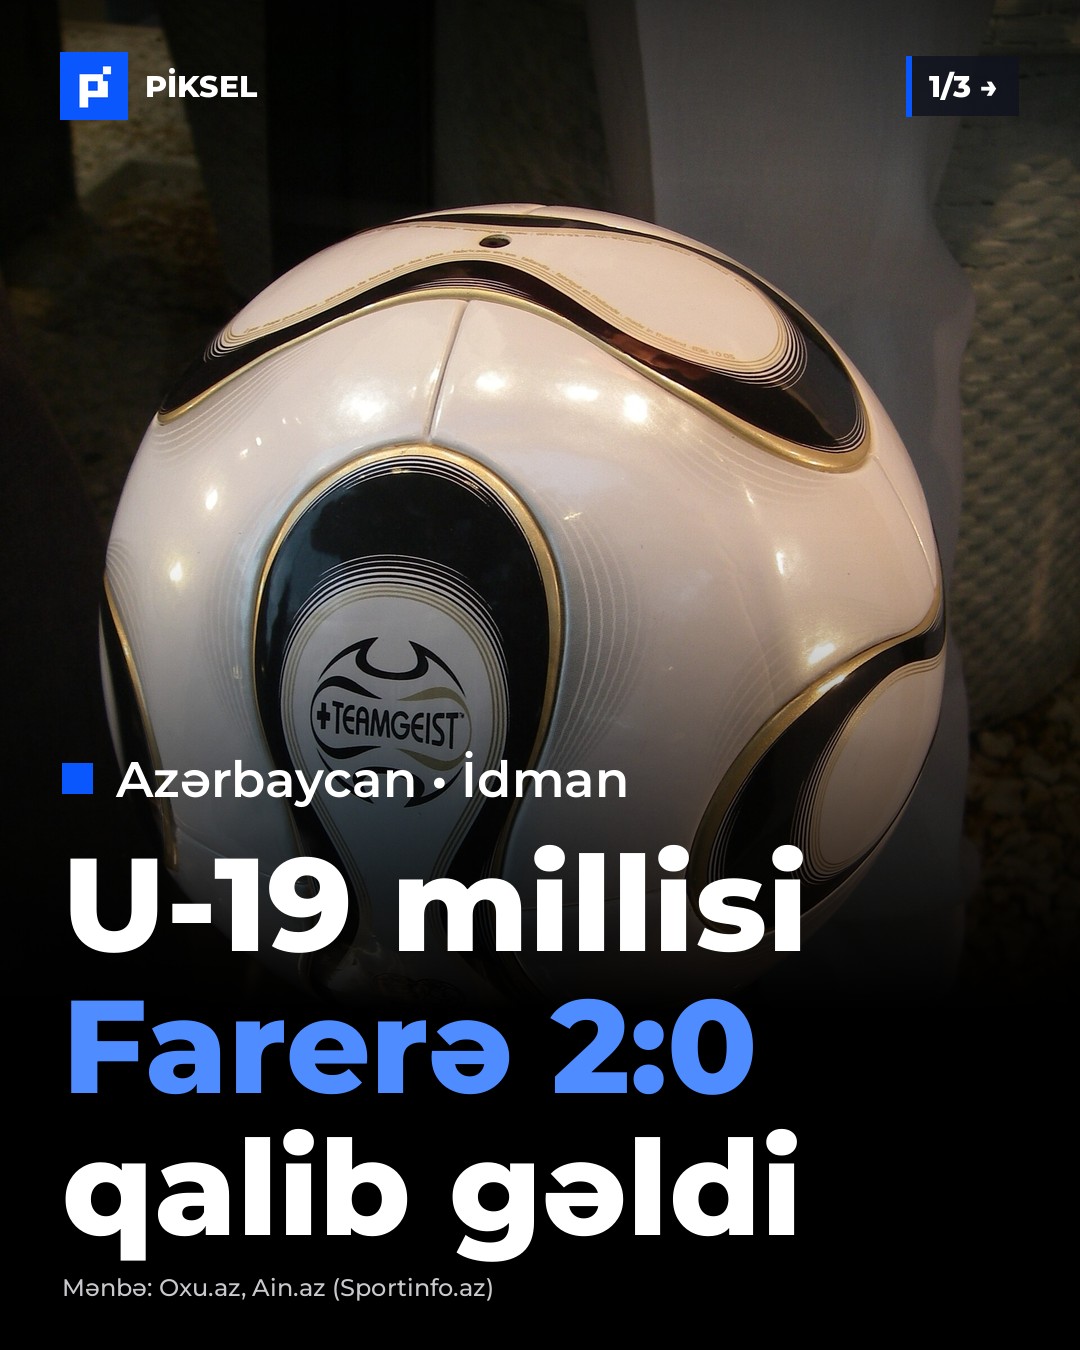 PİKSEL
1/3 →
+TEAMGEIST
Azərbaycan • İdman
U-19 millisi
Farerə 2:0
qalib gəldi
Mənbə: Oxu.az, Ain.az (Sportinfo.az)